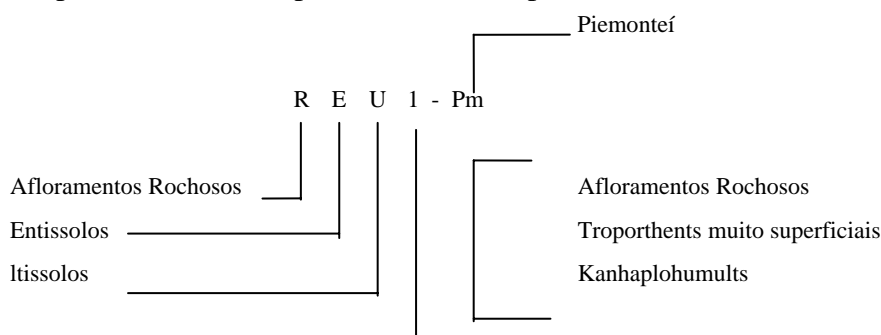 Piemonteí
R E U 1 - Pm
Afloramentos Rochosos
Entissolos
ltissolos
Afloramentos Rochosos
Troporthents muito superficiais
Kanhaplohumults